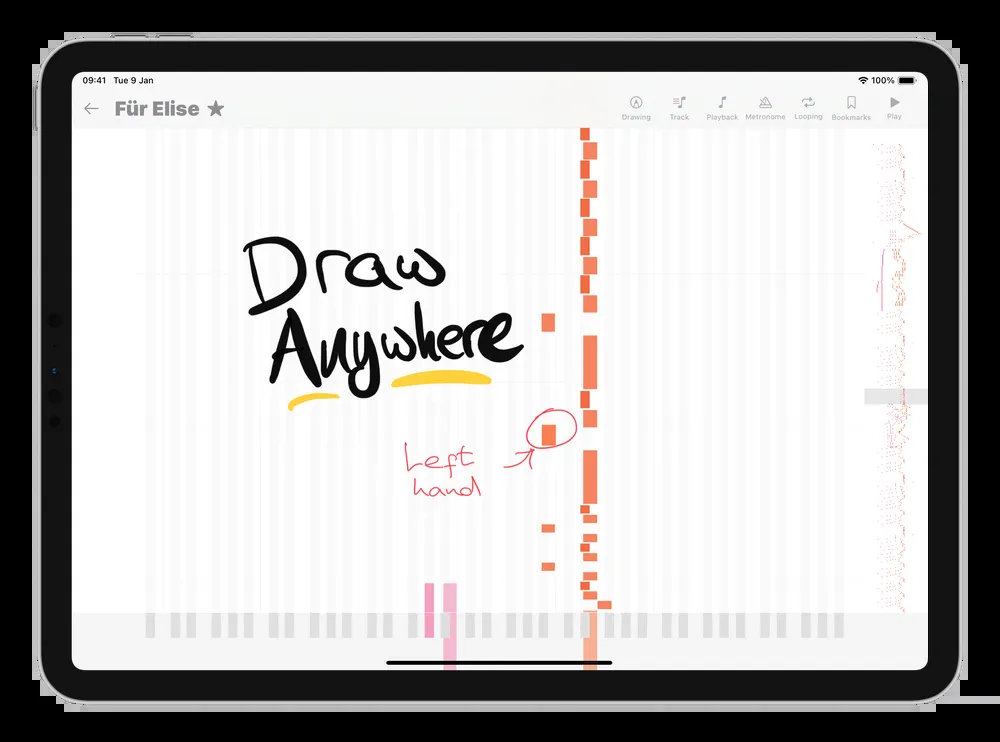 09:41 Tue 9 Jan
100%
Für Elise
Drawing Track Playback Metronome Looping Bookmarks Play
Draw
Anywhere
Left
hand